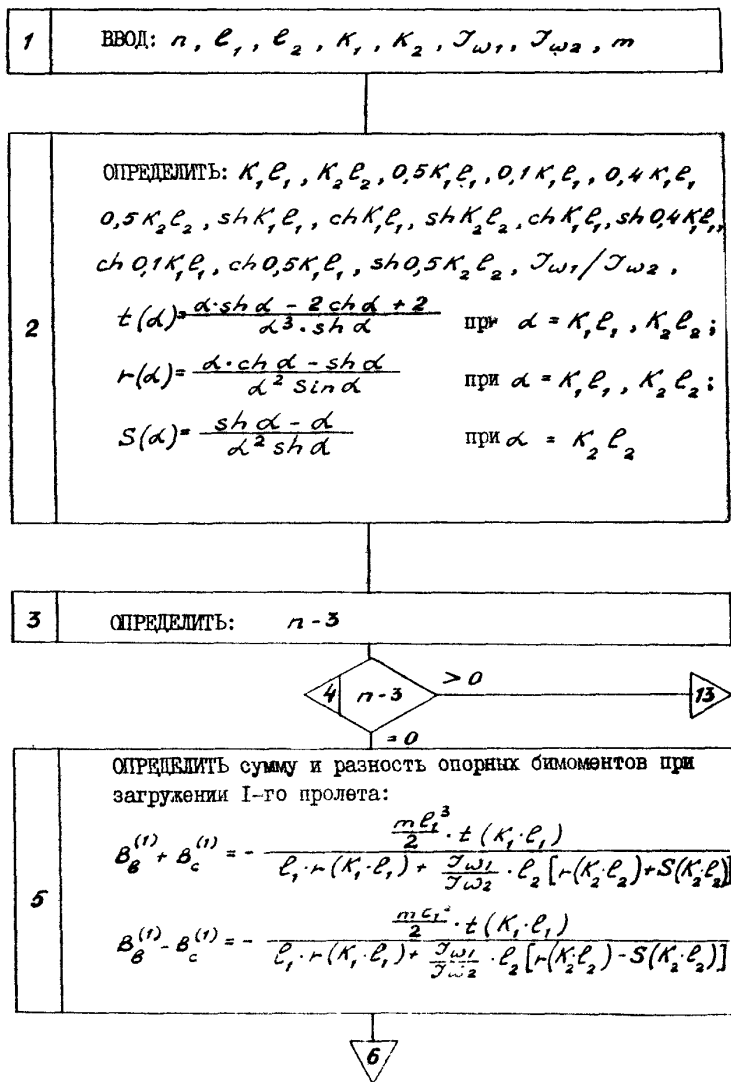 1 ВВОД: n, ℓ₁, ℓ₂, K₁, K₂, J_ω1, J_ω2, m
2
ОПРЕДЕЛИТЬ: K₁ℓ₁, K₂ℓ₂, 0,5K₁ℓ₁, 0,1K₁ℓ₁, 0,4K₁ℓ₁
0,5K₂ℓ₂, shK₁ℓ₁, chK₁ℓ₁, shK₂ℓ₂, chK₁ℓ₁, sh0,4K₁ℓ₁,
ch0,1K₁ℓ₁, ch0,5K₁ℓ₁, sh0,5K₂ℓ₂, J_ω1/J_ω2,
t(α)= (α·shα - 2chα + 2)/(α³·shα) при α = K₁ℓ₁, K₂ℓ₂;
r(α)= (α·chα - shα)/(α² sinα) при α = K₁ℓ₁, K₂ℓ₂;
S(α)= (shα - α)/(α² shα) при α = K₂ℓ₂
3 ОПРЕДЕЛИТЬ: n-3
4 n-3 >0 13
=0
5
ОПРЕДЕЛИТЬ сумму и разность опорных бимоментов при
загружении I-го пролета:
B_в^(1) + B_c^(1) = - (mℓ₁³/2 · t(K₁·ℓ₁))/(ℓ₁·r(K₁·ℓ₁) + J_ω1/J_ω2 · ℓ₂[r(K₂·ℓ₂)+S(K₂·ℓ₂)]
B_в^(1) - B_c^(1) = - (mℓ₁³/2 · t(K₁·ℓ₁))/(ℓ₁·r(K₁·ℓ₁) + J_ω1/J_ω2 · ℓ₂[r(K₂·ℓ₂) - S(K₂·ℓ₂)]
6